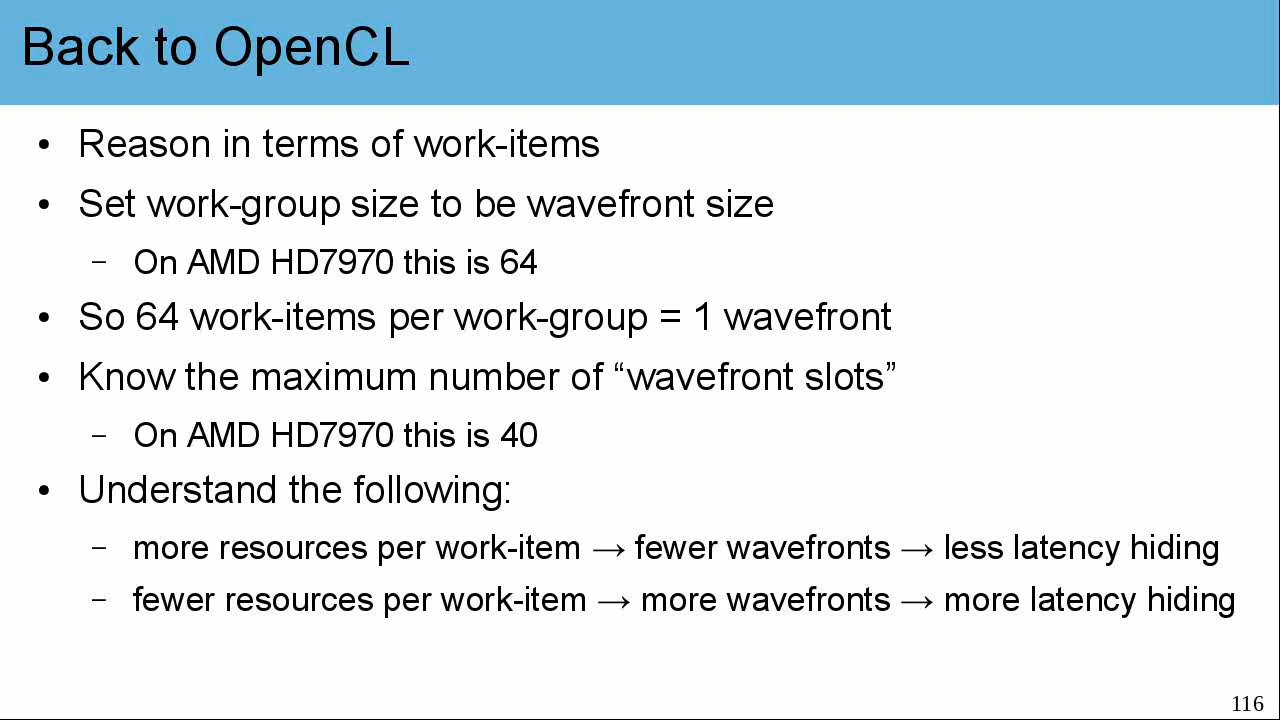 Back to OpenCL
• Reason in terms of work-items
• Set work-group size to be wavefront size
– On AMD HD7970 this is 64
• So 64 work-items per work-group = 1 wavefront
• Know the maximum number of “wavefront slots”
– On AMD HD7970 this is 40
• Understand the following:
– more resources per work-item → fewer wavefronts → less latency hiding
– fewer resources per work-item → more wavefronts → more latency hiding
116